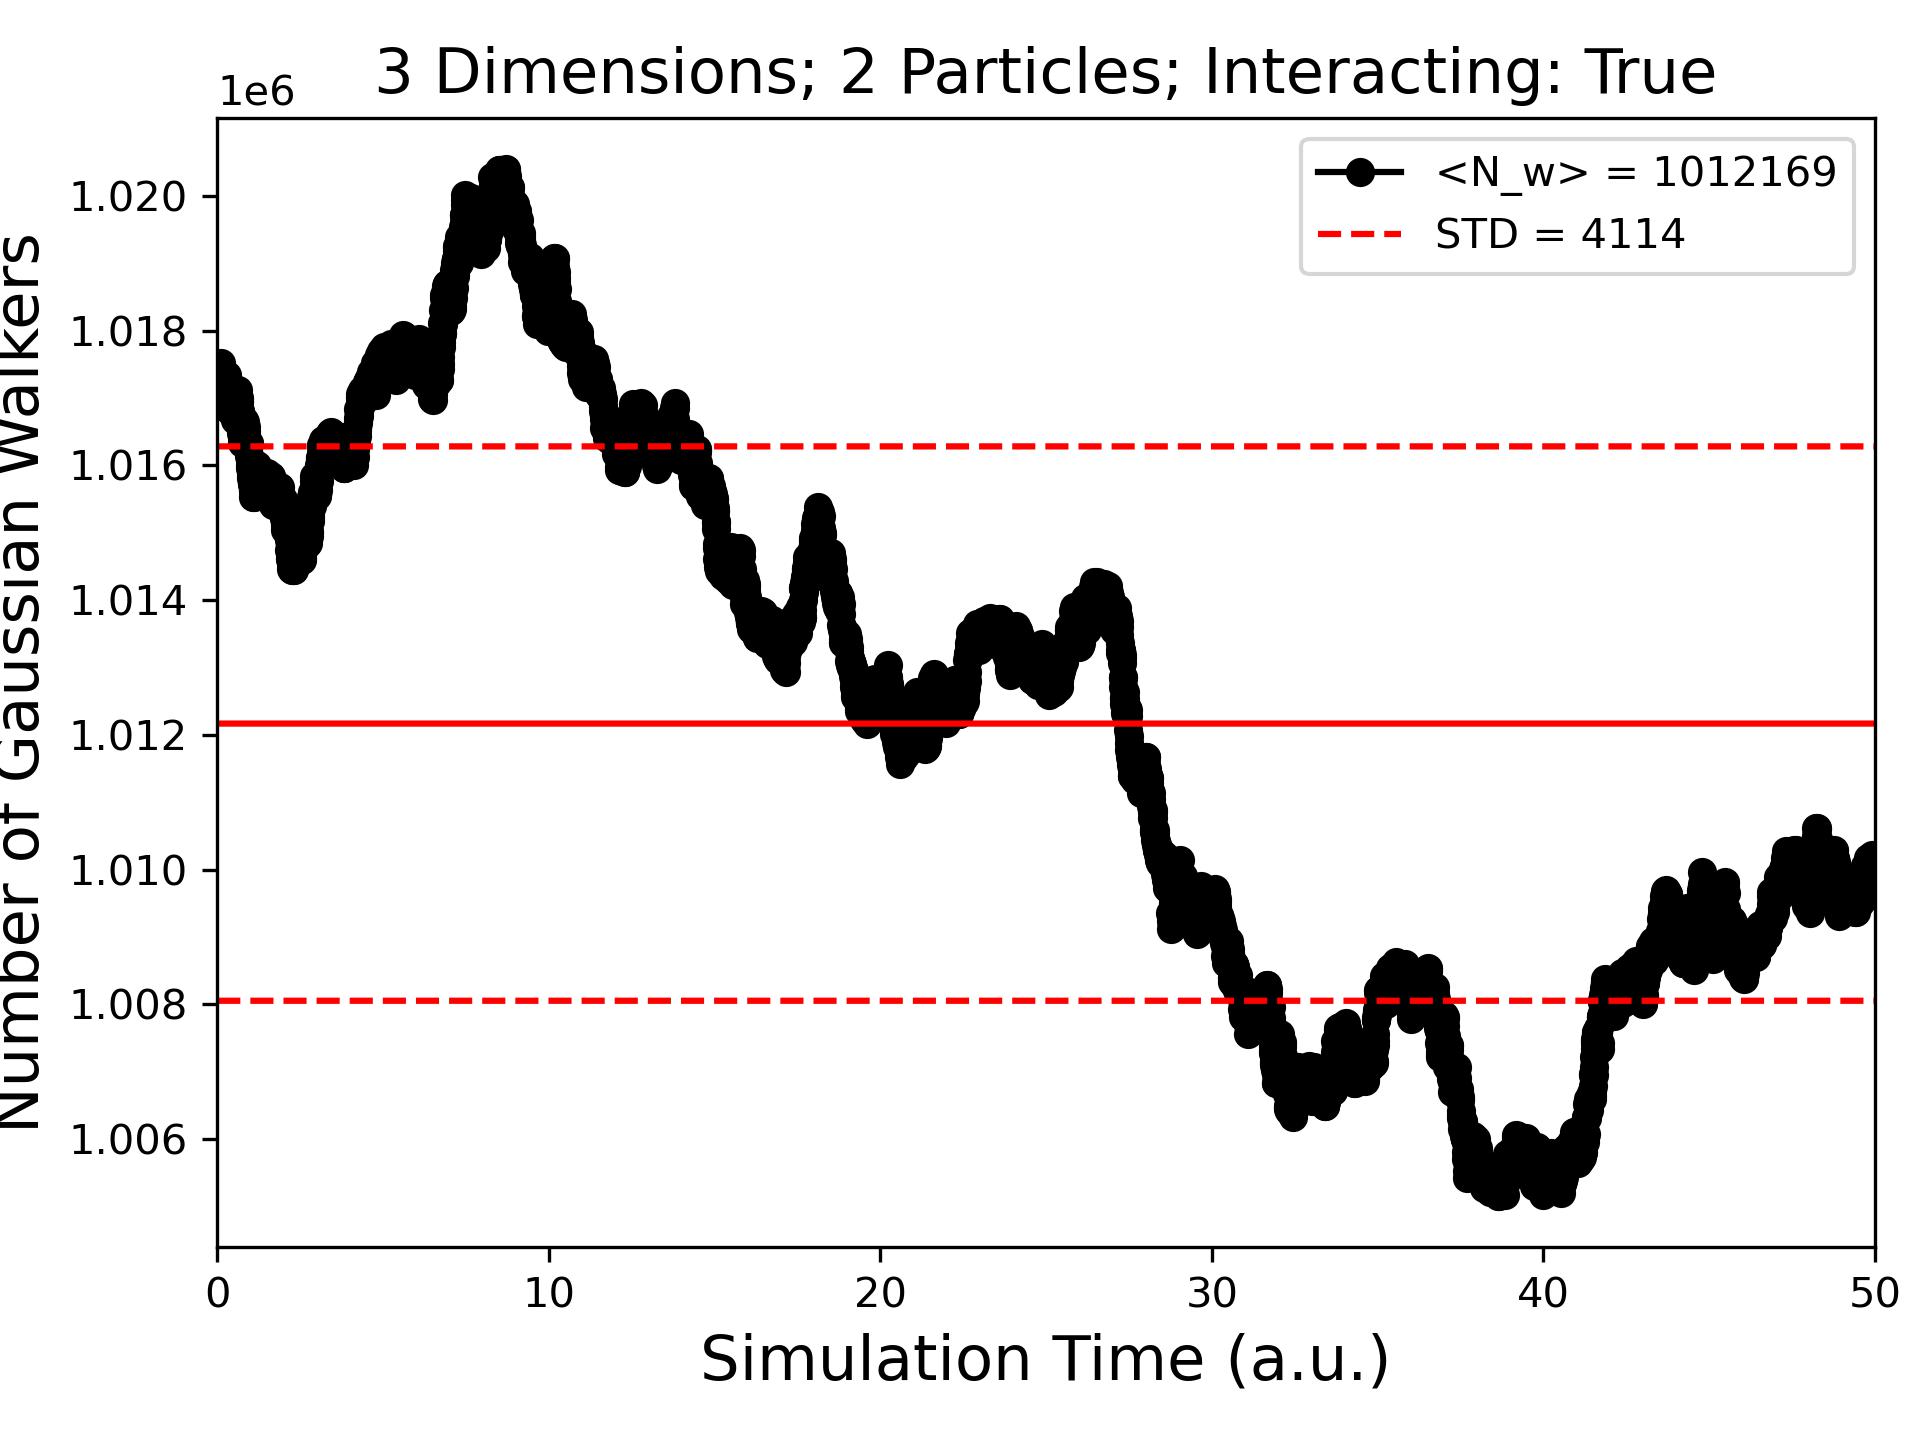 3 Dimensions; 2 Particles; Interacting: True
1e6
<N_w> = 1012169
STD = 4114
1.020
1.018
1.016
1.014
1.012
1.010
1.008
1.006
Number of Gaussian Walkers
0 10 20 30 40 50
Simulation Time (a.u.)